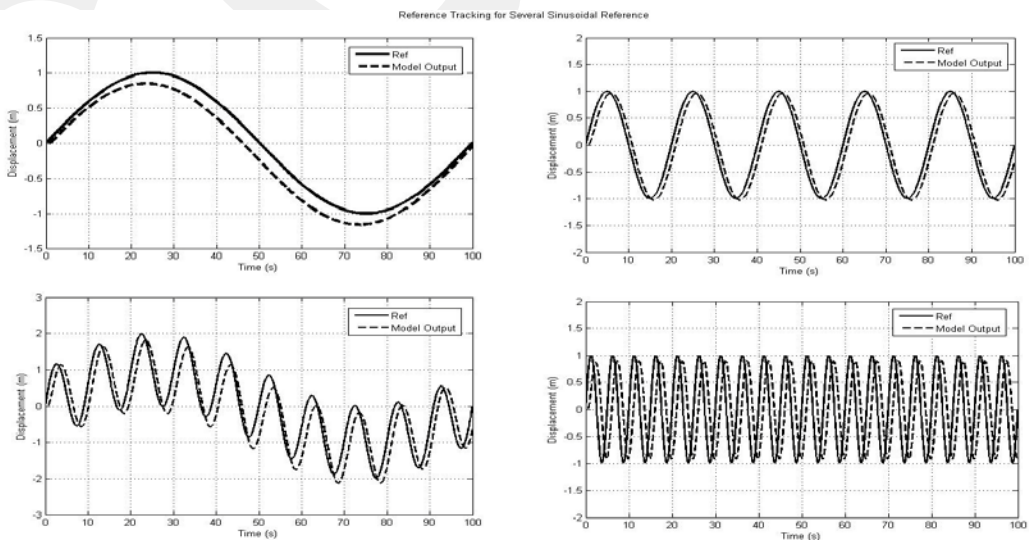 Reference Tracking for Several Sinusoidal Reference
1.5
1
0.5
0
-0.5
-1
-1.5
Displacement (m)
0 10 20 30 40 50 60 70 80 90 100
Time (s)
Ref
Model Output
2
1.5
1
0.5
0
-0.5
-1
-1.5
-2
Displacement (m)
0 10 20 30 40 50 60 70 80 90 100
Time (s)
Ref
Model Output
3
2
1
0
-1
-2
-3
Displacement (m)
0 10 20 30 40 50 60 70 80 90 100
Time (s)
Ref
Model Output
2
1.5
1
0.5
0
-0.5
-1
-1.5
-2
Displacement (m)
0 10 20 30 40 50 60 70 80 90 100
Time (s)
Ref
Model Output